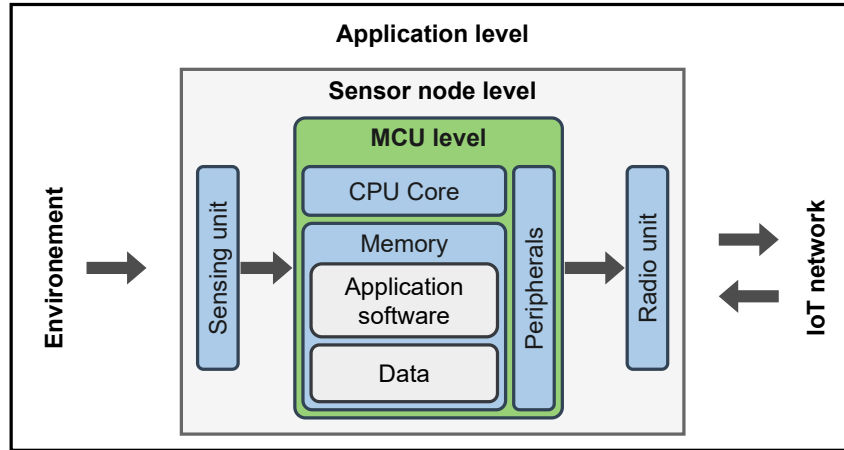 Application level
Sensor node level
MCU level
Environement
Sensing unit
CPU Core
Memory
Application
software
Data
Peripherals
Radio unit
IoT network